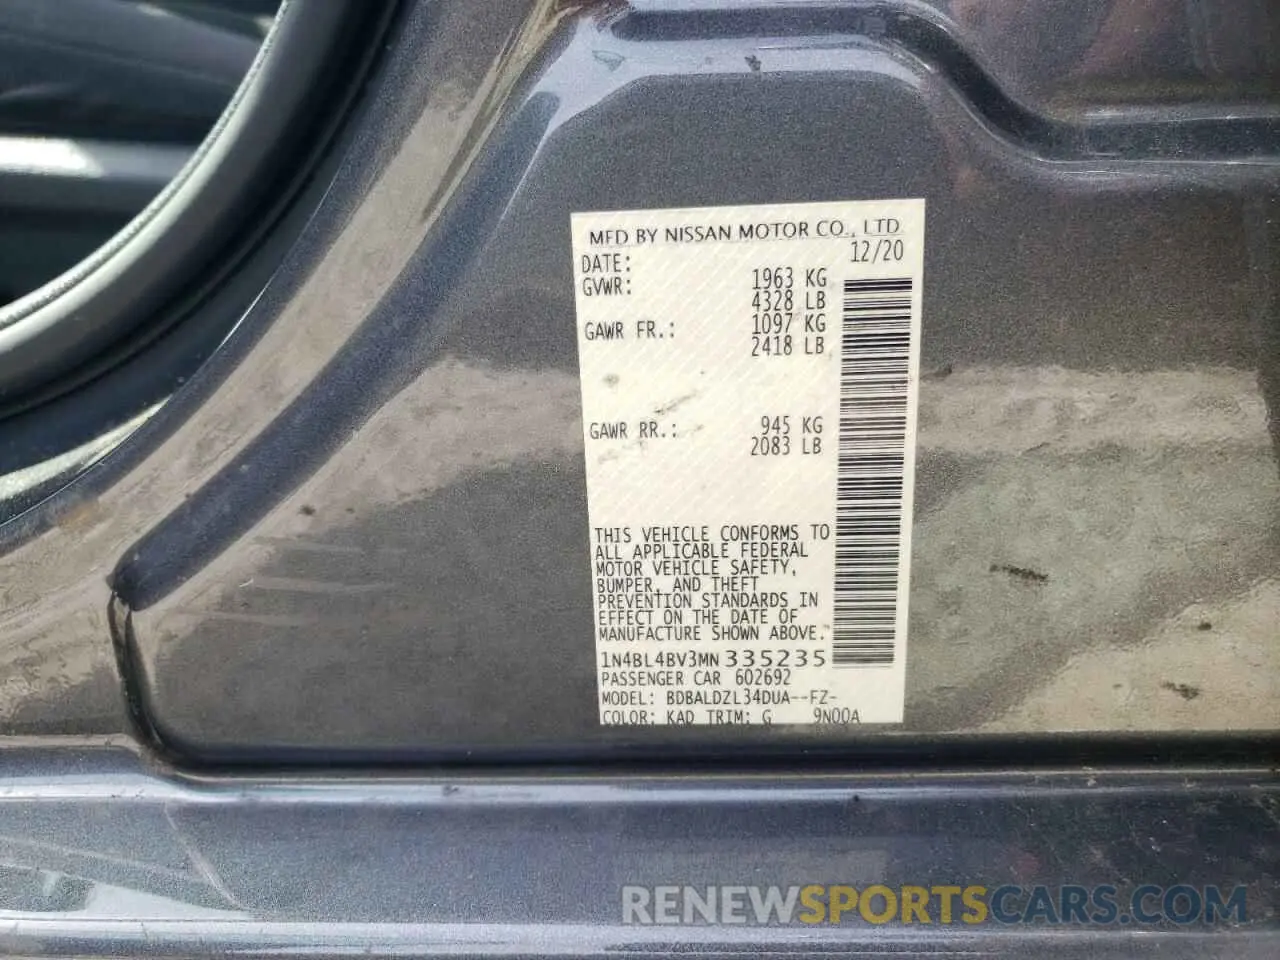 MFD BY NISSAN MOTOR CO., LTD
DATE: 12/20
GVWR: 1963 KG
4328 LB
GAWR FR.: 1097 KG
2418 LB
GAWR RR.: 945 KG
2083 LB
THIS VEHICLE CONFORMS TO
ALL APPLICABLE FEDERAL
MOTOR VEHICLE SAFETY,
BUMPER, AND THEFT
PREVENTION STANDARDS IN
EFFECT ON THE DATE OF
MANUFACTURE SHOWN ABOVE.
1N4BL4BV3MN335235
PASSENGER CAR 602692
MODEL: BDBALDZL34DUA--FZ-
COLOR: KAD TRIM: G 9N00A
RENEWSPORTSCARS.COM